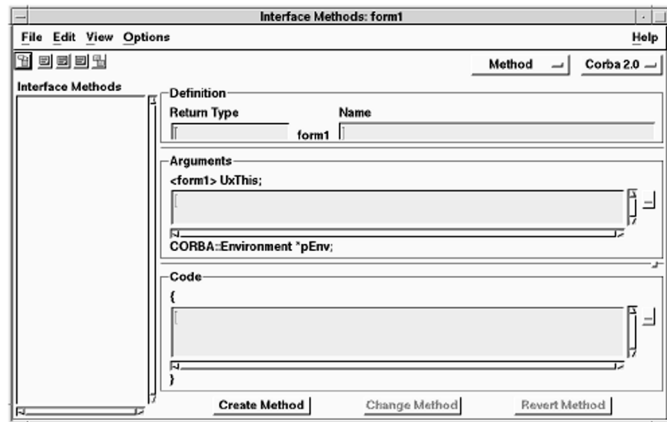 Interface Methods: form1
File Edit View Options Help
Method Corba 2.0
Interface Methods
Definition
Return Type Name
form1
Arguments
<form1> UxThis;
CORBA::Environment *pEnv;
Code
{
}
Create Method Change Method Revert Method